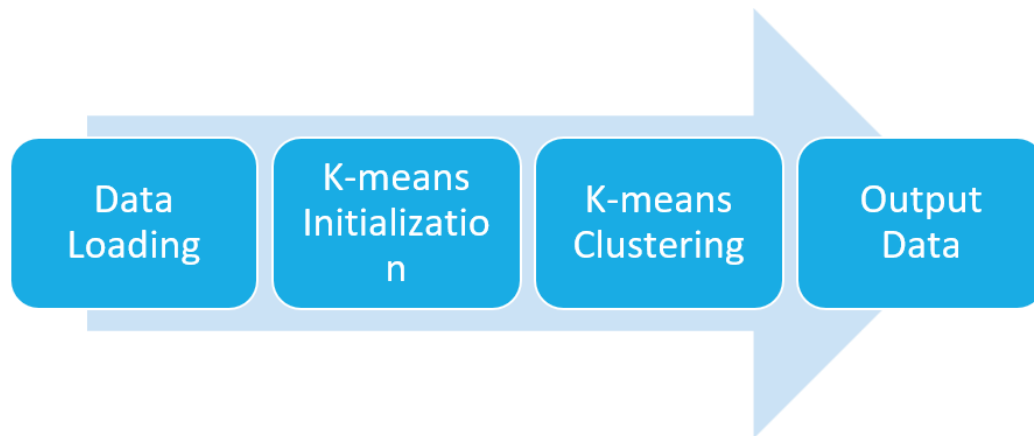 Data
Loading
K-means
Initializatio
n
K-means
Clustering
Output
Data